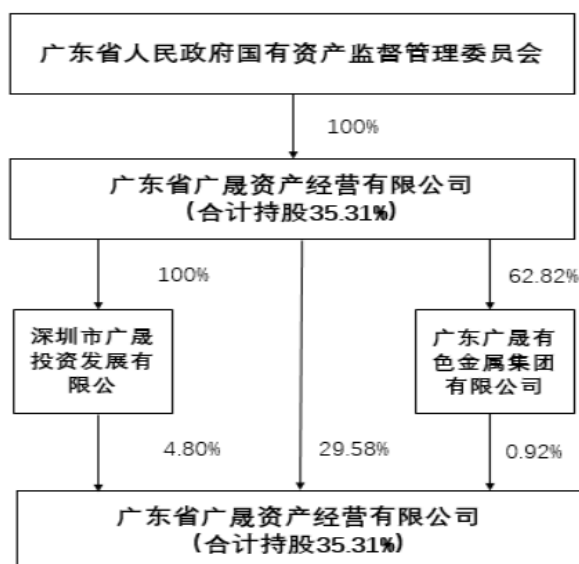 广东省人民政府国有资产监督管理委员会
100%
广东省广晟资产经营有限公司
(合计持股35.31%)
100%
62.82%
深圳市广晟
投资发展有
限公
广东广晟有
色金属集团
有限公司
4.80%
29.58%
0.92%
广东省广晟资产经营有限公司
(合计持股35.31%)